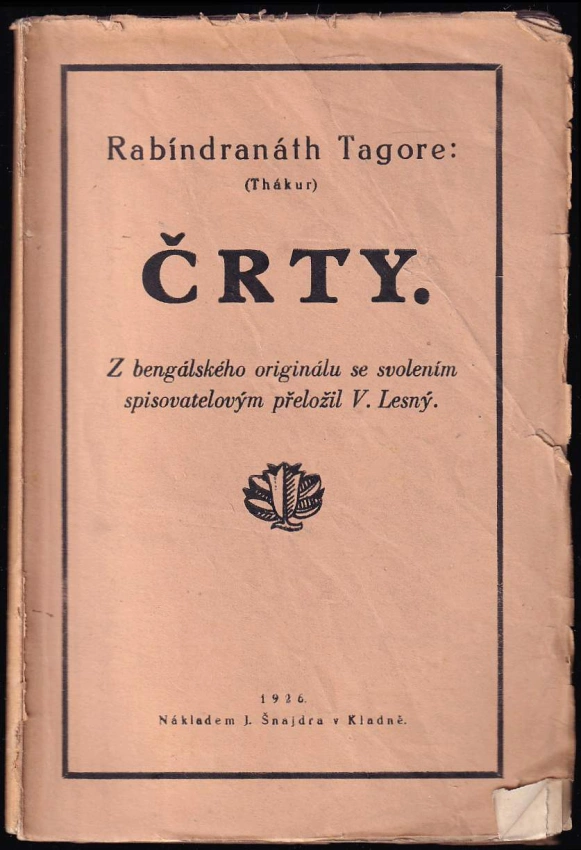 Rabíndranáth Tagore:
(Thákur)
ČRTY.
Z bengálského originálu se svolením
spisovatelovým přeložil V. Lesný.
1926.
Nákladem J. Šnajdra v Kladně.